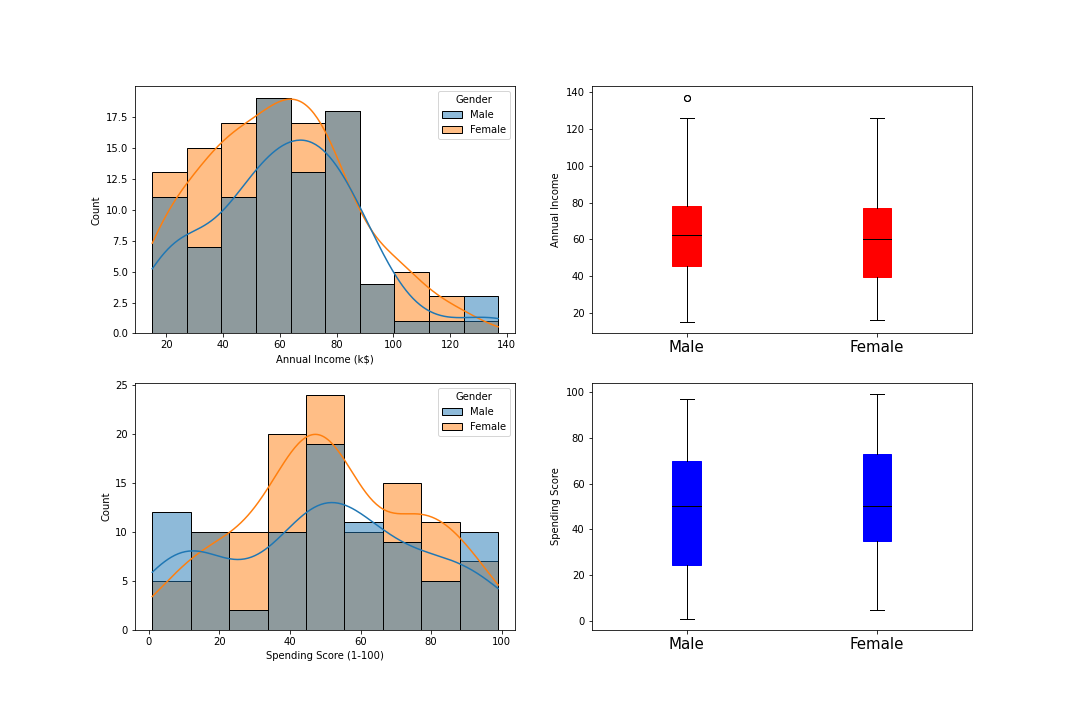 Gender
Male
Female
17.5
15.0
12.5
10.0
7.5
5.0
2.5
0.0
Count
20 40 60 80 100 120 140
Annual Income (k$)
140
120
100
80
60
40
20
Annual Income
Male Female
Gender
Male
Female
25
20
15
10
5
0
Count
0 20 40 60 80 100
Spending Score (1-100)
100
80
60
40
20
0
Spending Score
Male Female